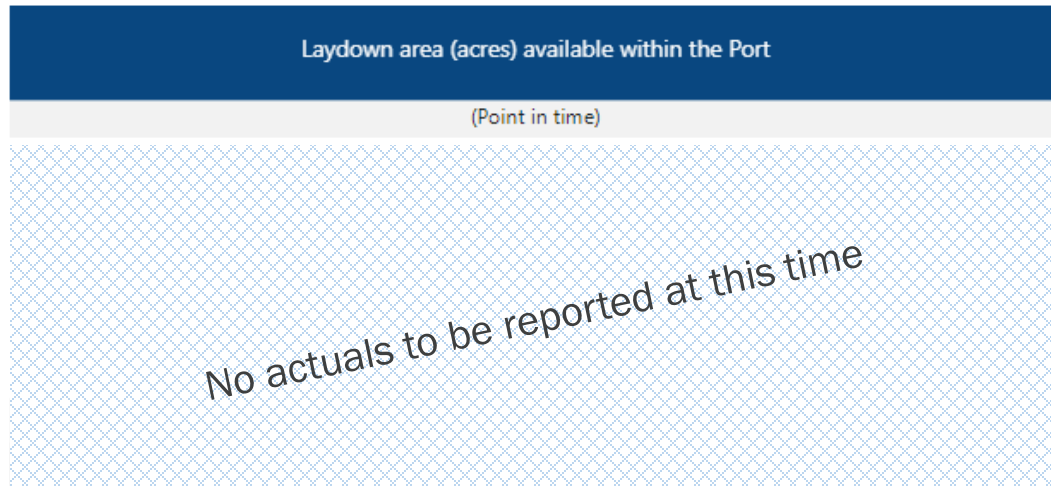 Laydown area (acres) available within the Port
(Point in time)
No actuals to be reported at this time